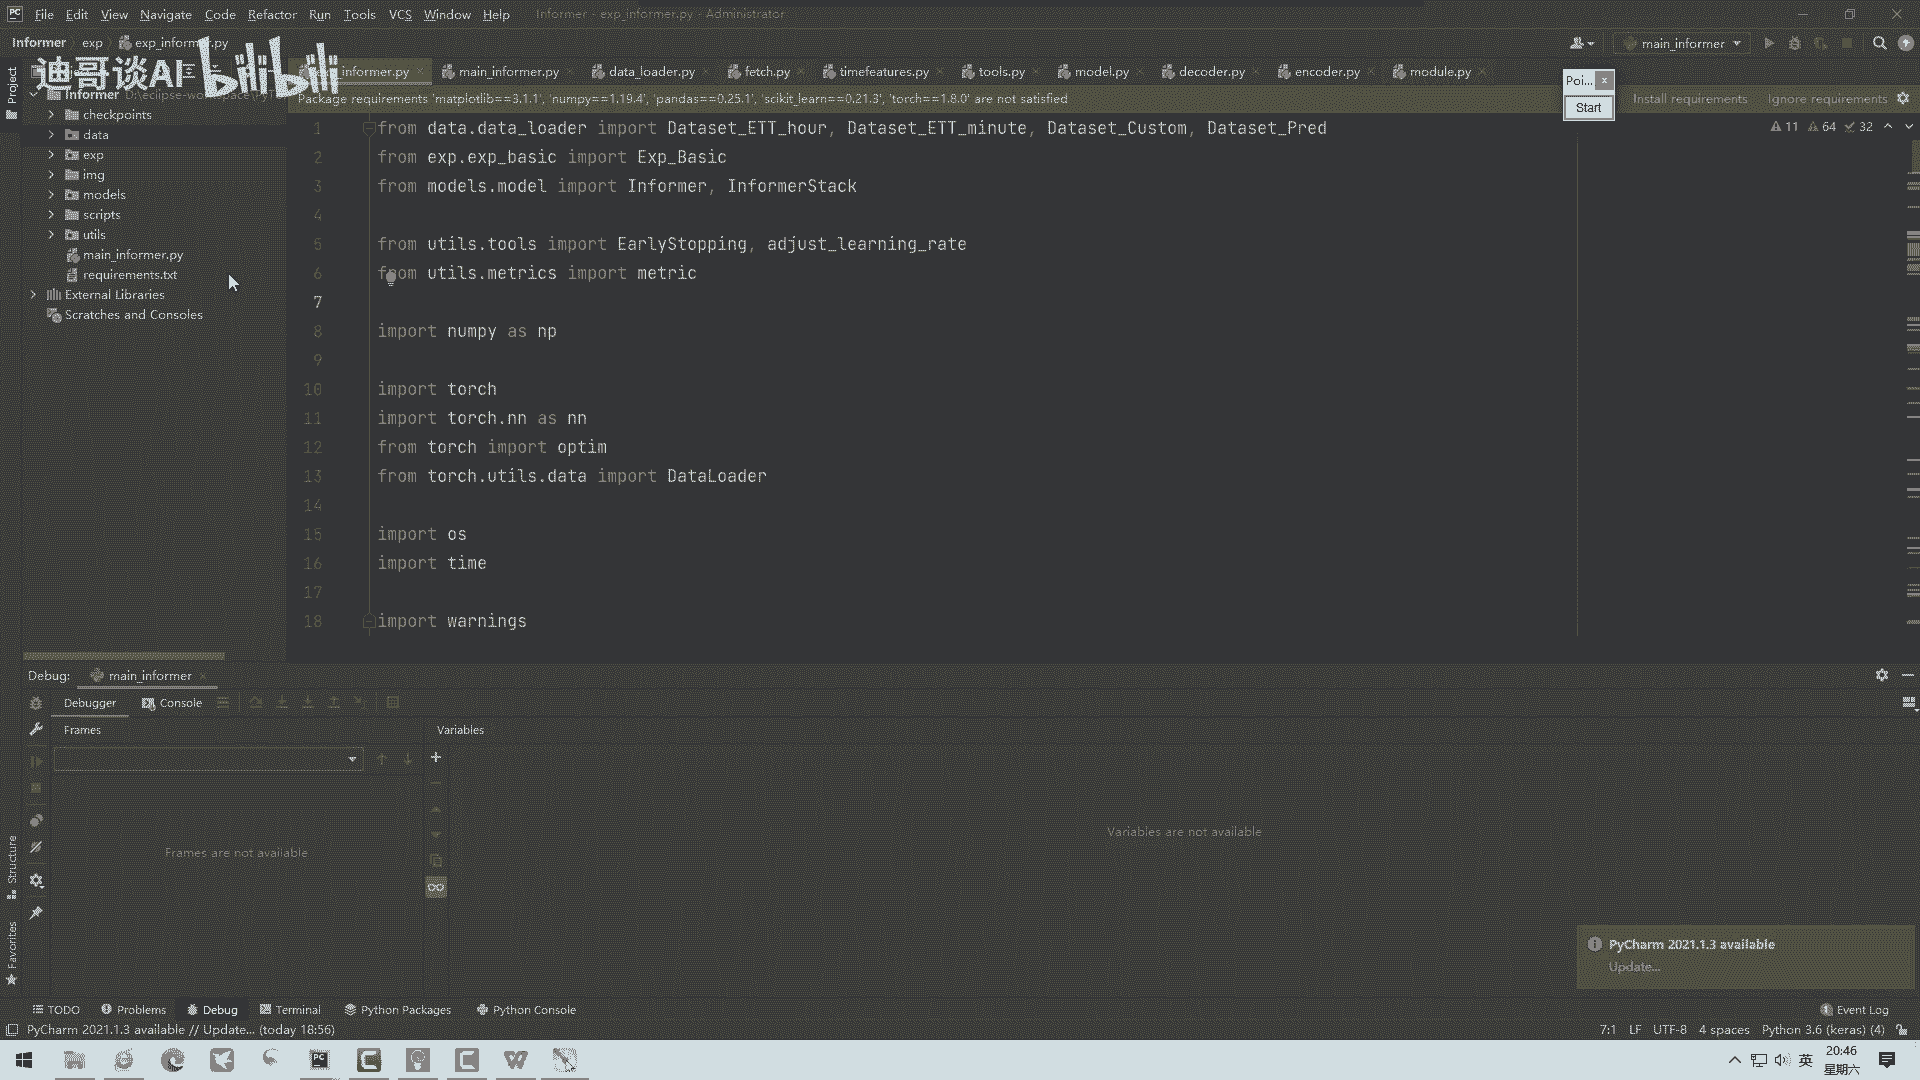 File Edit View Navigate Code Refactor Run Tools VCS Window Help Informer - exp_informer.py - Administrator
Informer exp exp_informer.py main_informer
迪哥谈AI bilibili
Project
informer.py main_informer.py data_loader.py fetch.py timefeatures.py tools.py model.py decoder.py encoder.py module.py
Poi... x
Start
Package requirements 'matplotlib==3.1.1', 'numpy==1.19.4', 'pandas==0.25.1', 'scikit_learn==0.21.3', 'torch==1.8.0' are not satisfied Install requirements Ignore requirements
11 64 32
Informer
checkpoints
data
exp
img
models
scripts
utils
main_informer.py
requirements.txt
External Libraries
Scratches and Consoles
1 from data.data_loader import Dataset_ETT_hour, Dataset_ETT_minute, Dataset_Custom, Dataset_Pred
2 from exp.exp_basic import Exp_Basic
3 from models.model import Informer, InformerStack
4
5 from utils.tools import EarlyStopping, adjust_learning_rate
6 from utils.metrics import metric
7
8 import numpy as np
9
10 import torch
11 import torch.nn as nn
12 from torch import optim
13 from torch.utils.data import DataLoader
14
15 import os
16 import time
17
18 import warnings
Debug: main_informer
Debugger Console
Frames Variables
Frames are not available
Variables are not available
Structure
Favorites
PyCharm 2021.1.3 available
Update...
TODO Problems Debug Terminal Python Packages Python Console 1 Event Log
PyCharm 2021.1.3 available // Update... (today 18:56) 7:1 LF UTF-8 4 spaces Python 3.6 (keras) (4)
英 20:46
星期六